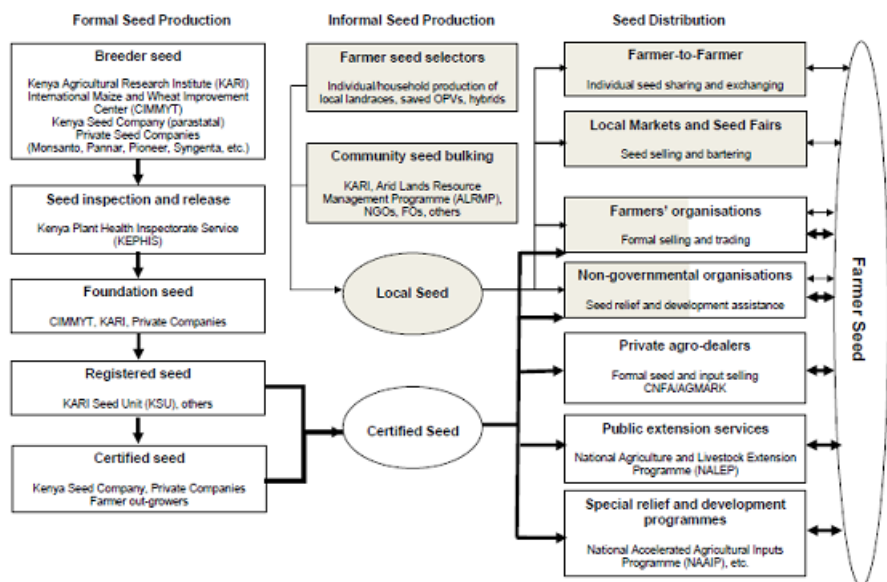 Formal Seed Production
Informal Seed Production
Seed Distribution
Breeder seed
Kenya Agricultural Research Institute (KARI)
International Maize and Wheat Improvement
Center (CIMMYT)
Kenya Seed Company (parastatal)
Private Seed Companies
(Monsanto, Pannar, Pioneer, Syngenta, etc.)
Seed inspection and release
Kenya Plant Health Inspectorate Service
(KEPHIS)
Foundation seed
CIMMYT, KARI, Private Companies
Registered seed
KARI Seed Unit (KSU), others
Certified seed
Kenya Seed Company, Private Companies
Farmer out-growers
Farmer seed selectors
Individual/household production of
local landraces, saved OPVs, hybrids
Community seed bulking
KARI, Arid Lands Resource
Management Programme (ALRMP),
NGOs, FOs, others
Local Seed
Certified Seed
Farmer-to-Farmer
Individual seed sharing and exchanging
Local Markets and Seed Fairs
Seed selling and bartering
Farmers' organisations
Formal selling and trading
Non-governmental organisations
Seed relief and development assistance
Private agro-dealers
Formal seed and input selling
CNFA/AGMARK
Public extension services
National Agriculture and Livestock Extension
Programme (NALEP)
Special relief and development
programmes
National Accelerated Agricultural Inputs
Programme (NAAIP), etc.
Farmer Seed